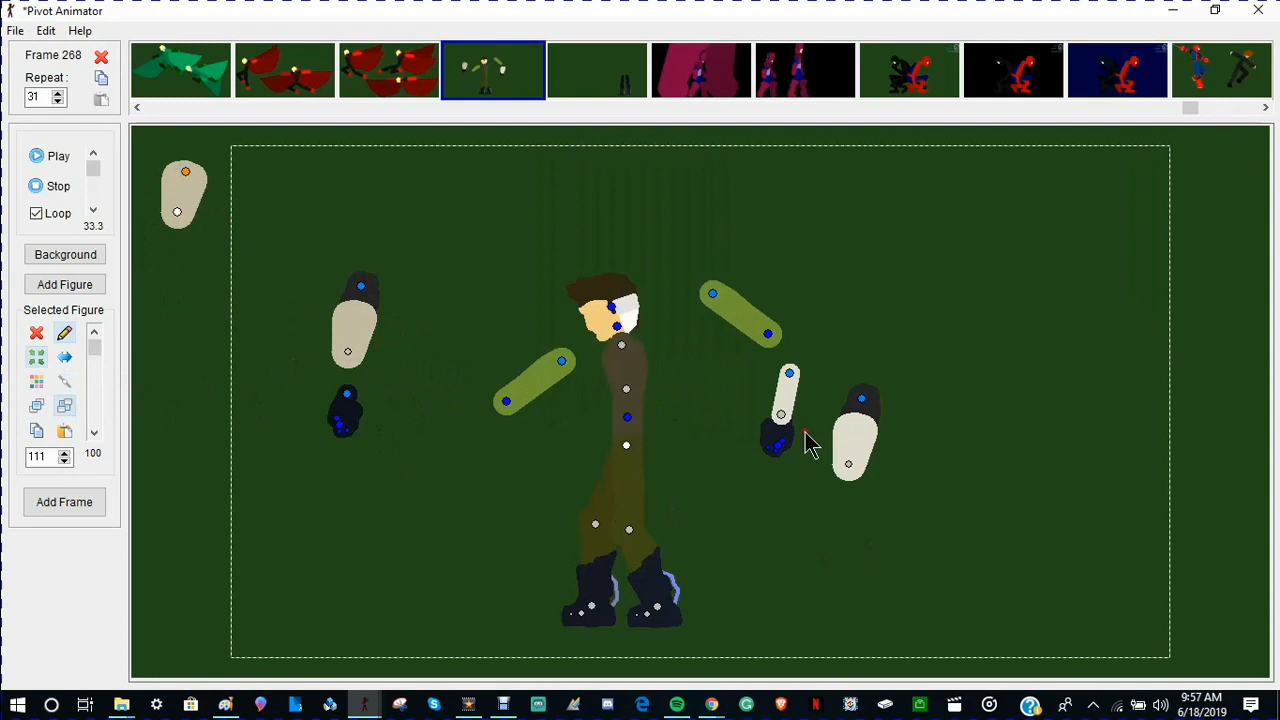 *Pivot Animator
File Edit Help
Frame 268
Repeat :
31
Play
Stop
Loop
33.3
Background
Add Figure
Selected Figure
111
100
Add Frame
9:57 AM
6/18/2019